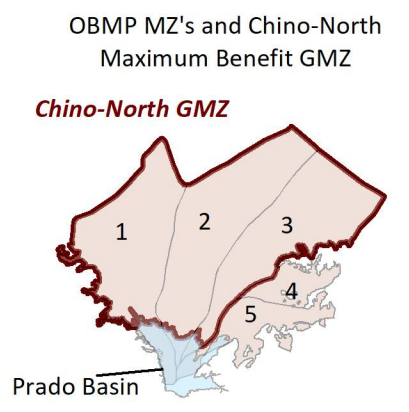 OBMP MZ's and Chino-North
Maximum Benefit GMZ
Chino-North GMZ
1
2
3
4
5
Prado Basin